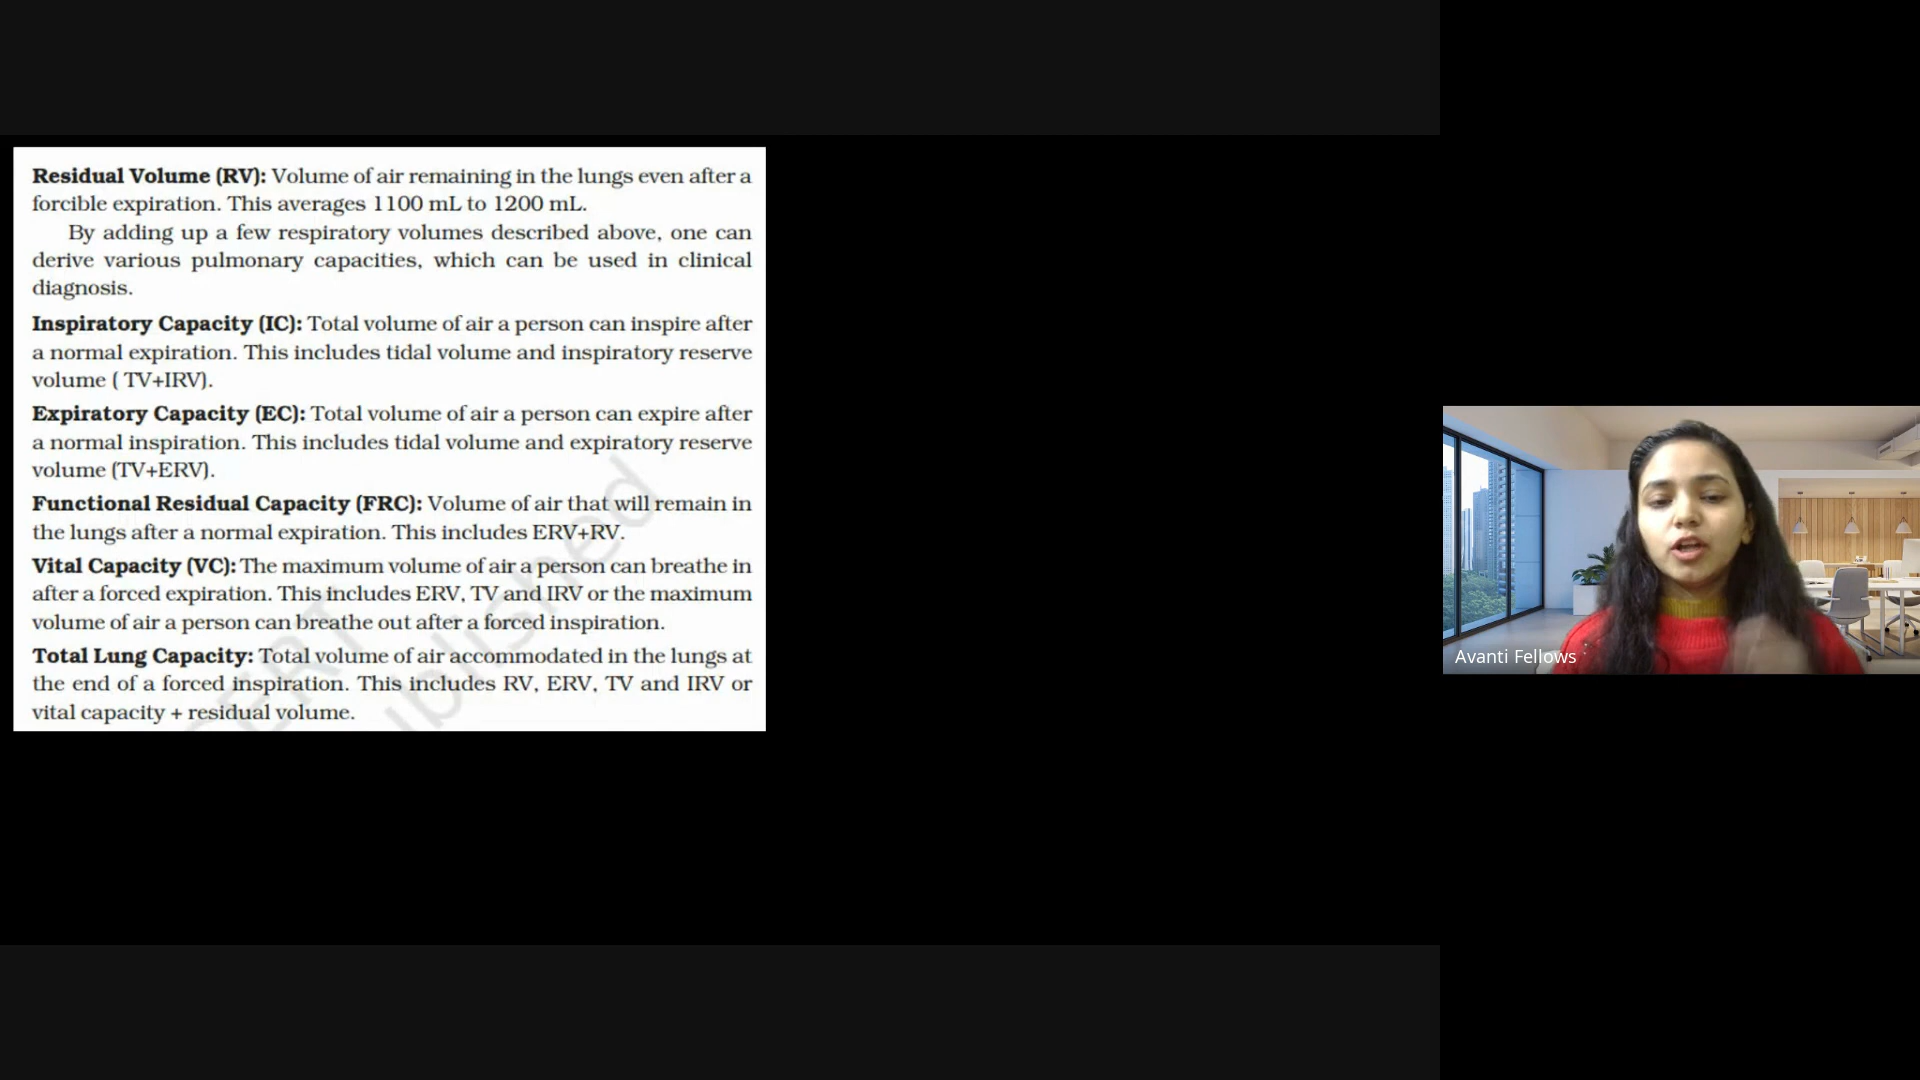 Residual Volume (RV): Volume of air remaining in the lungs even after a
forcible expiration. This averages 1100 mL to 1200 mL.
By adding up a few respiratory volumes described above, one can
derive various pulmonary capacities, which can be used in clinical
diagnosis.
Inspiratory Capacity (IC): Total volume of air a person can inspire after
a normal expiration. This includes tidal volume and inspiratory reserve
volume ( TV+IRV).
Expiratory Capacity (EC): Total volume of air a person can expire after
a normal inspiration. This includes tidal volume and expiratory reserve
volume (TV+ERV).
Functional Residual Capacity (FRC): Volume of air that will remain in
the lungs after a normal expiration. This includes ERV+RV.
Vital Capacity (VC): The maximum volume of air a person can breathe in
after a forced expiration. This includes ERV, TV and IRV or the maximum
volume of air a person can breathe out after a forced inspiration.
Total Lung Capacity: Total volume of air accommodated in the lungs at
the end of a forced inspiration. This includes RV, ERV, TV and IRV or
vital capacity + residual volume.
Avanti Fellows